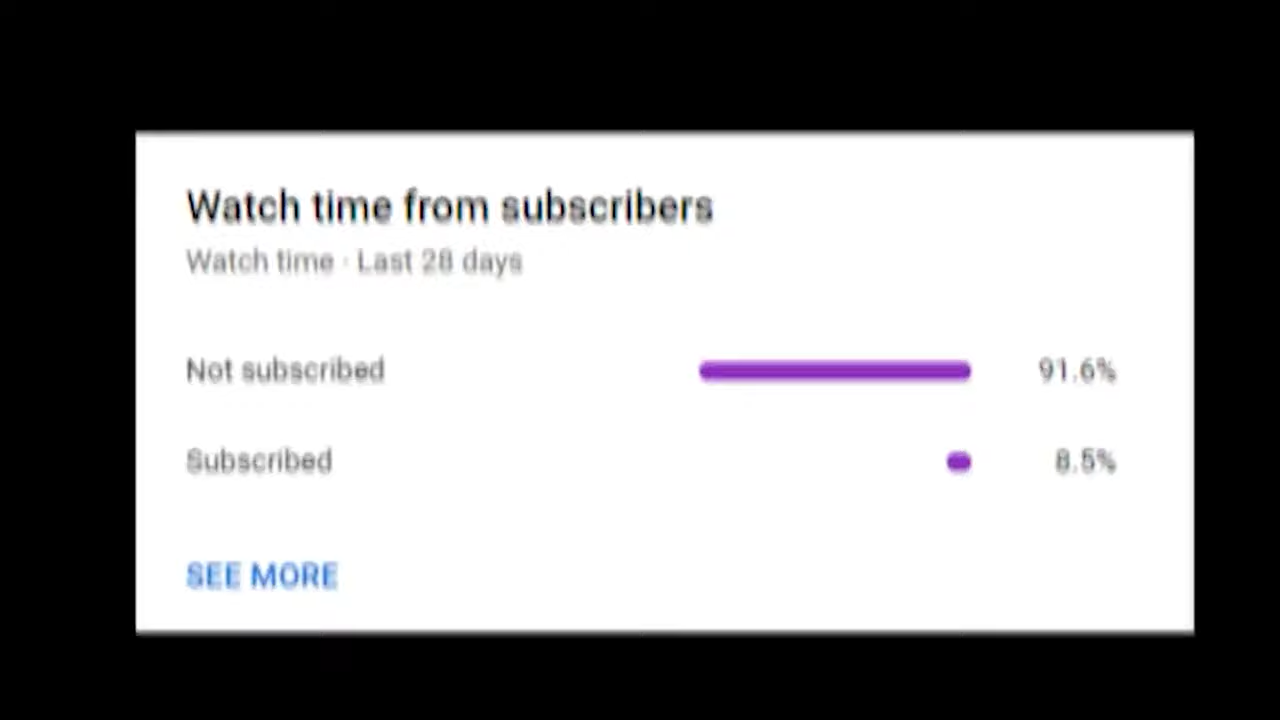 Watch time from subscribers
Watch time · Last 28 days
Not subscribed 91.6%
Subscribed 8.5%
SEE MORE